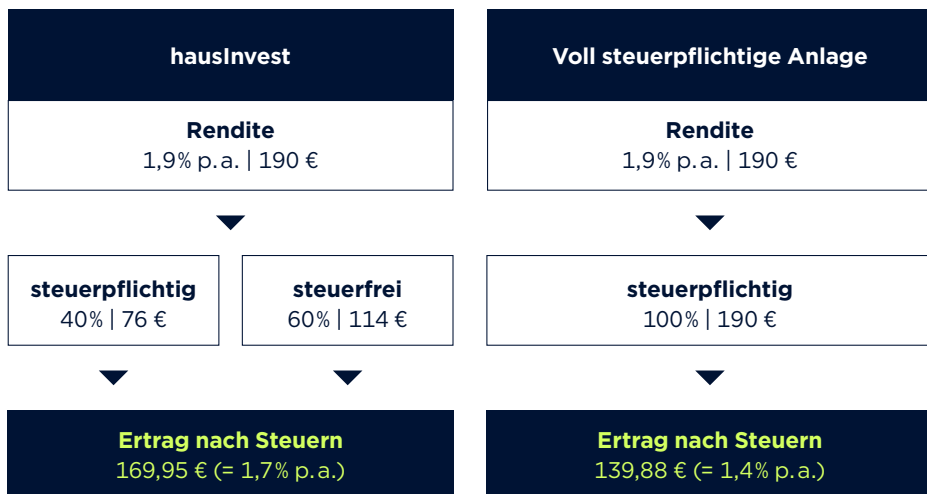 hausInvest
Rendite
1,9% p.a. | 190 €
steuerpflichtig
40% | 76 €
steuerfrei
60% | 114 €
Ertrag nach Steuern
169,95 € (= 1,7% p.a.)
Voll steuerpflichtige Anlage
Rendite
1,9% p.a. | 190 €
steuerpflichtig
100% | 190 €
Ertrag nach Steuern
139,88 € (= 1,4% p.a.)